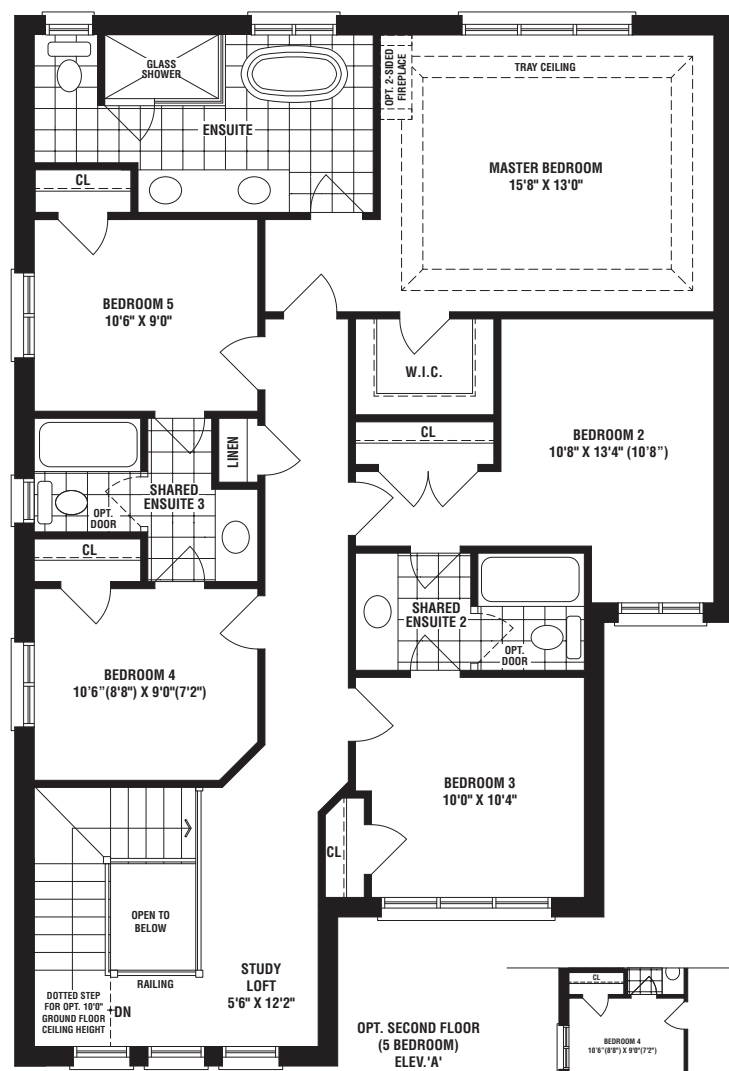 GLASS
SHOWER
ENSUITE
OPT. 2-SIDED
FIREPLACE
TRAY CEILING
MASTER BEDROOM
15'8" X 13'0"
CL
BEDROOM 5
10'6" X 9'0"
W.I.C.
CL
BEDROOM 2
10'8" X 13'4" (10'8")
LINEN
SHARED
ENSUITE 3
OPT.
DOOR
CL
SHARED
ENSUITE 2
OPT.
DOOR
BEDROOM 4
10'6"(8'8") X 9'0"(7'2")
BEDROOM 3
10'0" X 10'4"
CL
OPEN TO
BELOW
RAILING
STUDY
LOFT
5'6" X 12'2"
DOTTED STEP
FOR OPT. 10'0"
GROUND FLOOR
CEILING HEIGHT
DN
OPT. SECOND FLOOR
(5 BEDROOM)
ELEV.'A'
CL
BEDROOM 4
10'6"(8'8") X 9'0"(7'2")